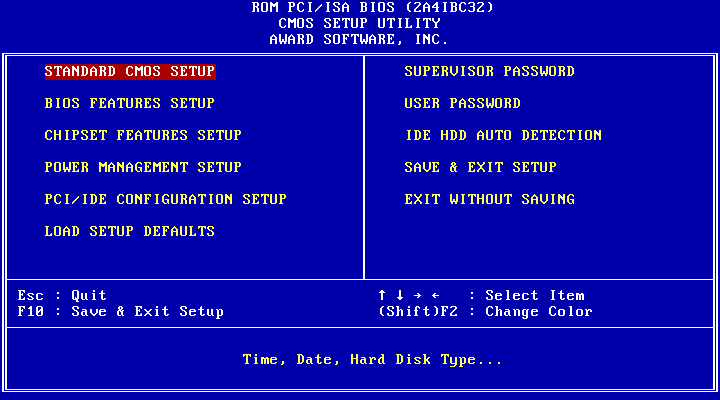 ROM PCI/ISA BIOS (2A4IBC32)
CMOS SETUP UTILITY
AWARD SOFTWARE, INC.
STANDARD CMOS SETUP
BIOS FEATURES SETUP
CHIPSET FEATURES SETUP
POWER MANAGEMENT SETUP
PCI/IDE CONFIGURATION SETUP
LOAD SETUP DEFAULTS
SUPERVISOR PASSWORD
USER PASSWORD
IDE HDD AUTO DETECTION
SAVE & EXIT SETUP
EXIT WITHOUT SAVING
Esc : Quit
F10 : Save & Exit Setup
↑ ↓ → ← : Select Item
(Shift)F2 : Change Color
Time, Date, Hard Disk Type...